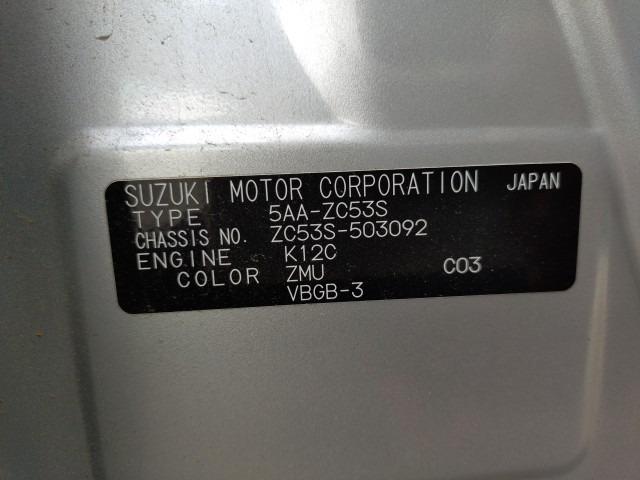 SUZUKI MOTOR CORPORATION JAPAN
TYPE 5AA-ZC53S
CHASSIS NO. ZC53S-503092
ENGINE K12C
COLOR ZMU C03
VBGB-3